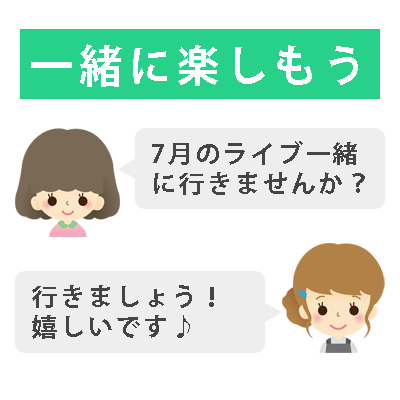 一緒に楽しもう
7月のライブ一緒
に行きませんか？
行きましょう！
嬉しいです♪